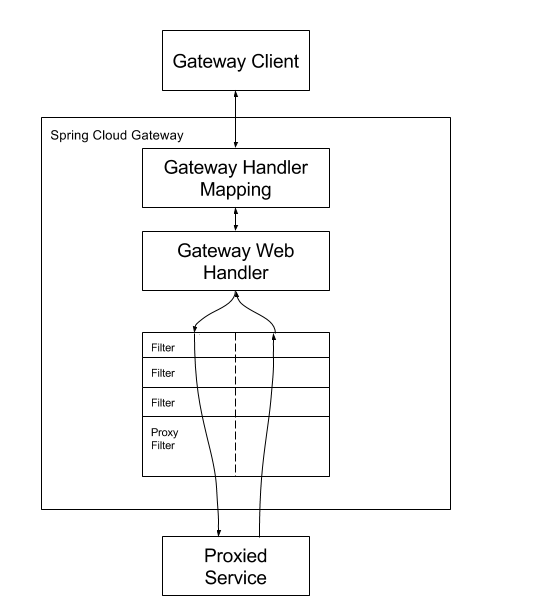 Gateway Client
Spring Cloud Gateway
Gateway Handler
Mapping
Gateway Web
Handler
Filter
Filter
Filter
Proxy
Filter
Proxied
Service